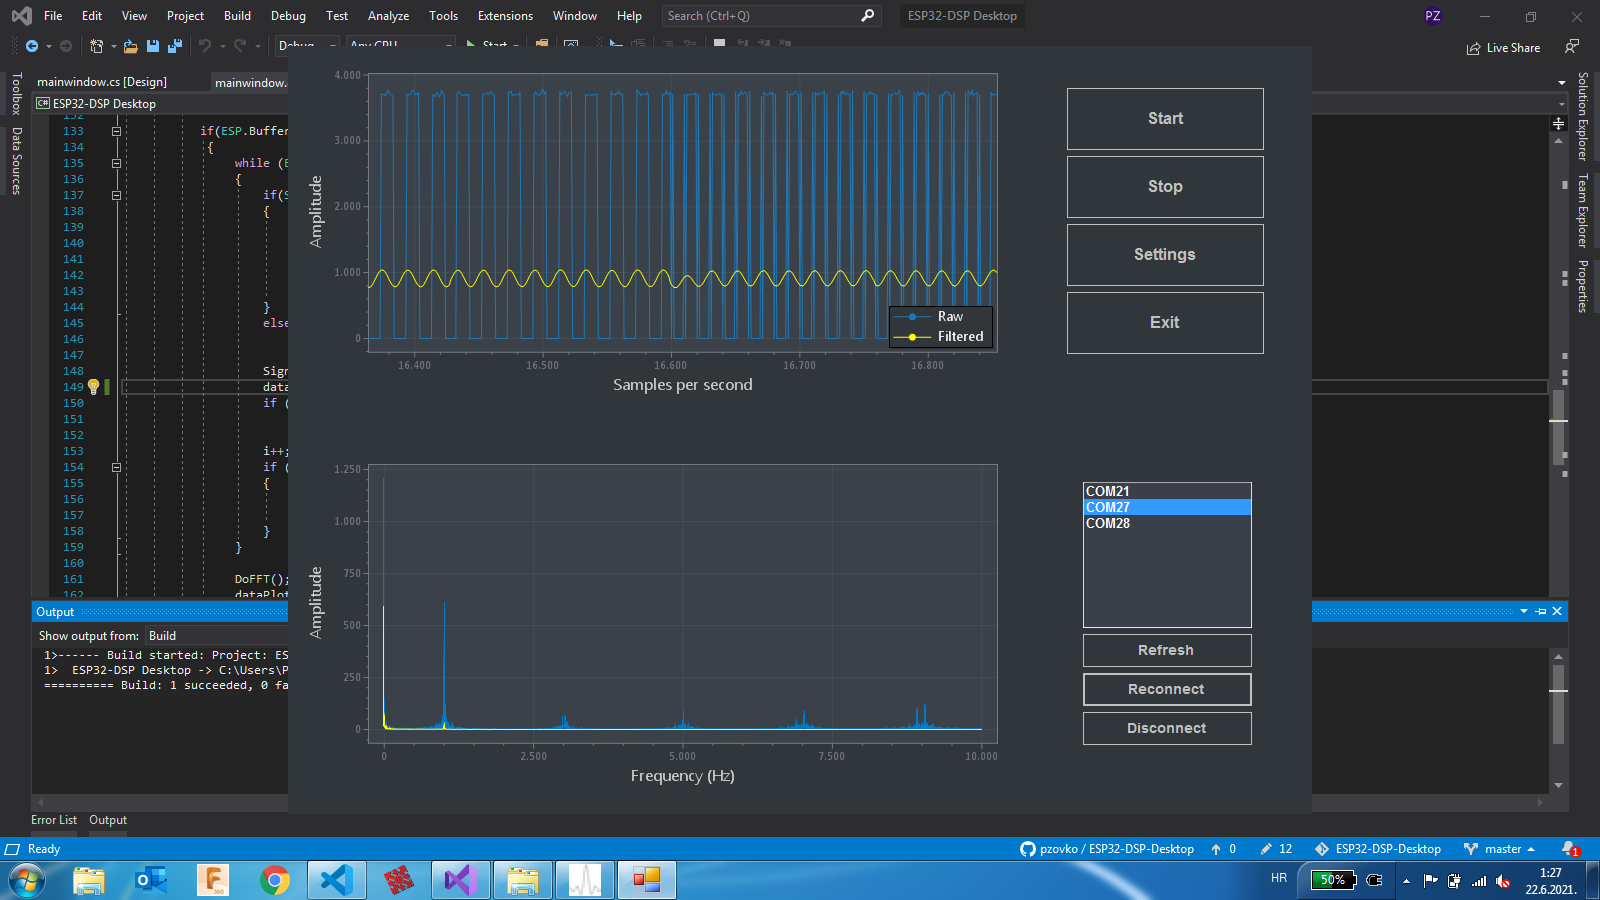 File Edit View Project Build Debug Test Analyze Tools Extensions Window Help Search (Ctrl+Q) ESP32-DSP Desktop PZ
Debug Any CPU Start
Live Share
mainwindow.cs [Design] mainwindow.
C# ESP32-DSP Desktop
Toolbox
Data Sources
Solution Explorer
Team Explorer
Properties
132
133 if(ESP.Buffer
134 {
135 while (
136 {
137 if(
138 {
139
140
141
142
143
144 }
145 else
146
147
148 Sign
149 data
150 if (
151
152
153 i++;
154 if (
155 {
156
157
158 }
159 }
160
161 DoFFT();
162 dataPlot
4.000
3.000
2.000
1.000
0
Amplitude
16.400 16.500 16.600 16.700 16.800
Samples per second
Raw
Filtered
Start
Stop
Settings
Exit
1.250
1.000
750
500
250
0
Amplitude
0 2.500 5.000 7.500 10.000
Frequency (Hz)
COM21
COM27
COM28
Refresh
Reconnect
Disconnect
Output
Show output from: Build
1>------ Build started: Project: ES
1> ESP32-DSP Desktop -> C:\Users\P
========== Build: 1 succeeded, 0 fa
Error List Output
Ready pzovko / ESP32-DSP-Desktop 0 12 ESP32-DSP-Desktop master 1
HR 50% 1:27
22.6.2021.